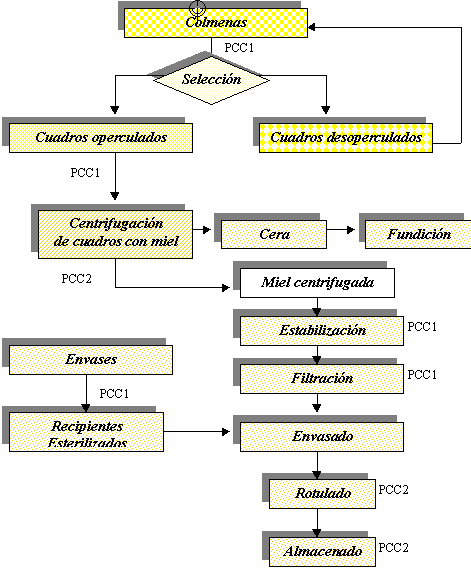 Colmenas
PCC1
Selección
Cuadros operculados
Cuadros desoperculados
PCC1
Centrifugación
de cuadros con miel
Cera
Fundición
PCC2
Miel centrifugada
Estabilización
PCC1
Envases
Filtración
PCC1
PCC1
Recipientes
Esterilizados
Envasado
Rotulado
PCC2
Almacenado
PCC2